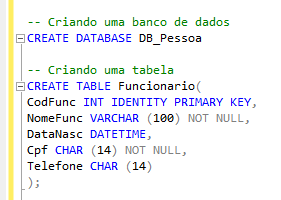 -- Criando uma banco de dados
CREATE DATABASE DB_Pessoa
-- Criando uma tabela
CREATE TABLE Funcionario(
CodFunc INT IDENTITY PRIMARY KEY,
NomeFunc VARCHAR (100) NOT NULL,
DataNasc DATETIME,
Cpf CHAR (14) NOT NULL,
Telefone CHAR (14)
);